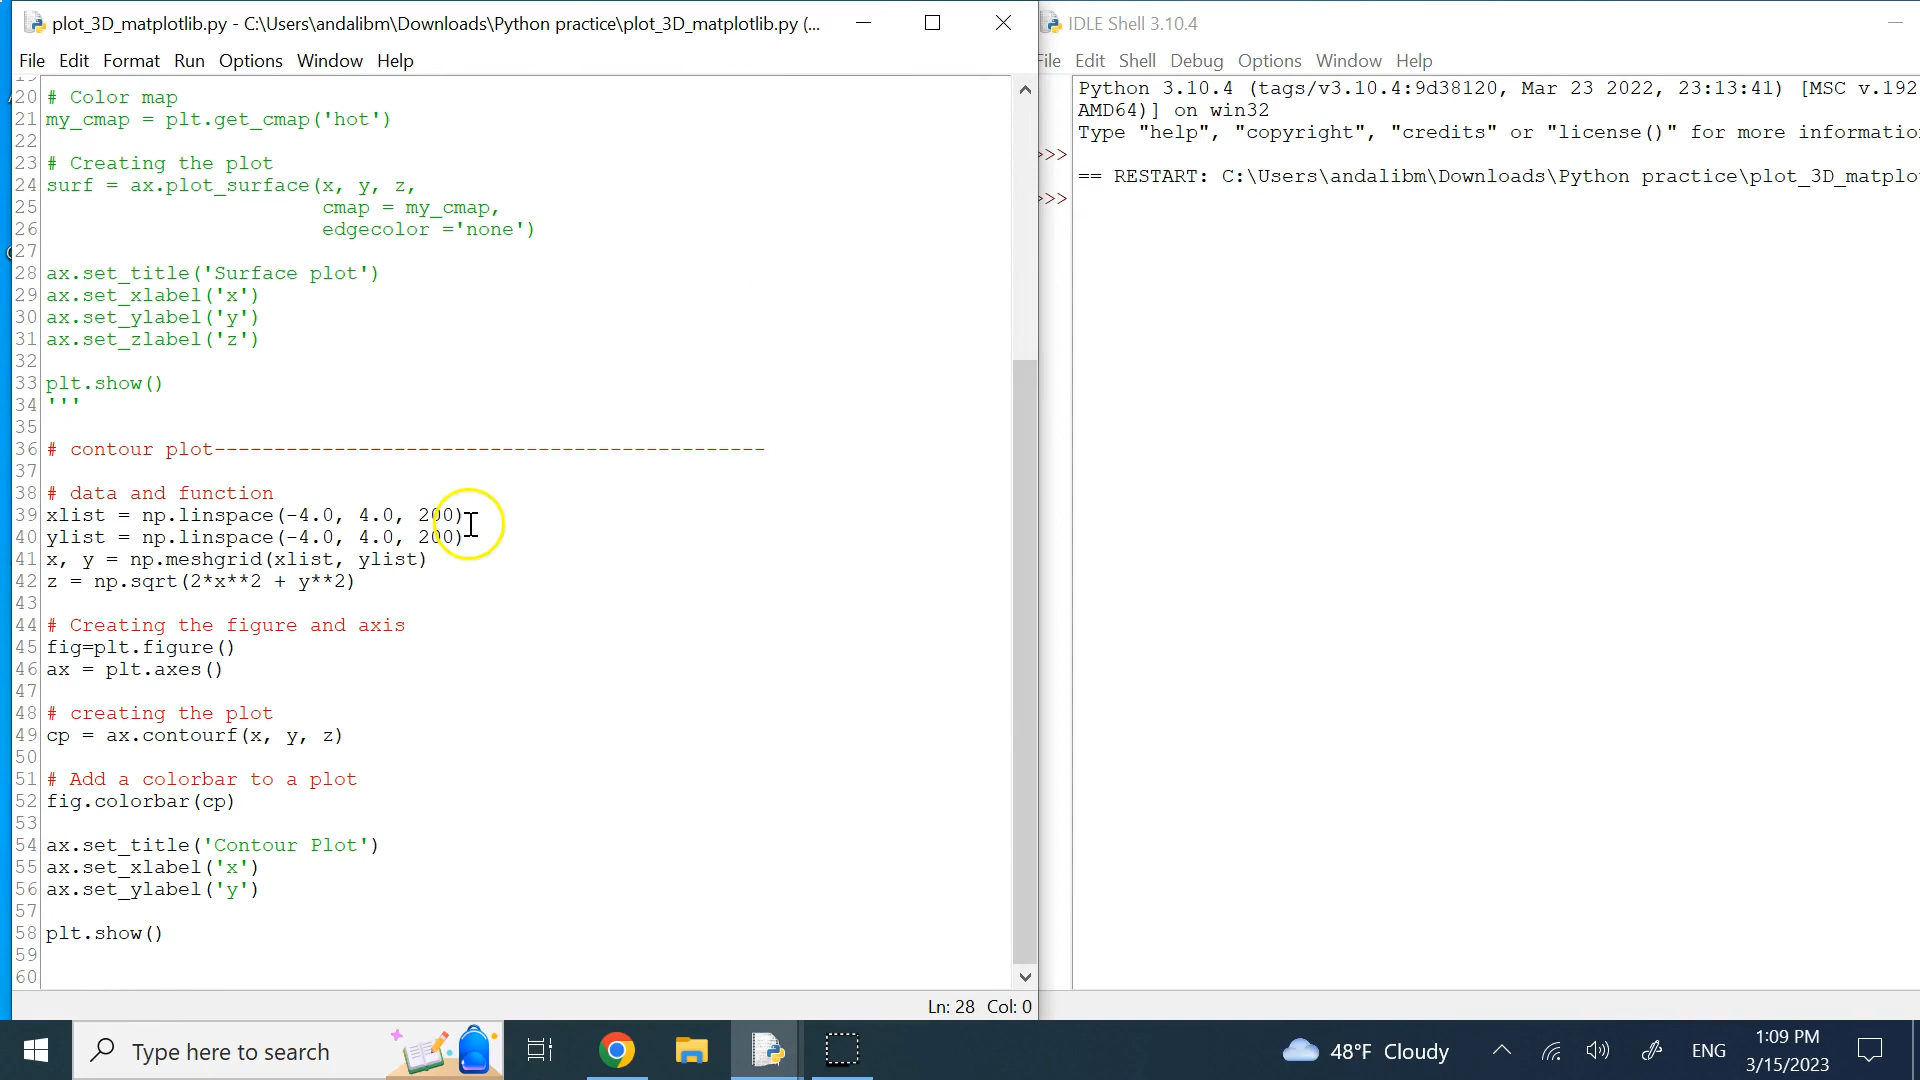 plot_3D_matplotlib.py - C:\Users\andalibm\Downloads\Python practice\plot_3D_matplotlib.py (...
File Edit Format Run Options Window Help
20 # Color map
21 my_cmap = plt.get_cmap('hot')
22
23 # Creating the plot
24 surf = ax.plot_surface(x, y, z,
25 cmap = my_cmap,
26 edgecolor ='none')
27
28 ax.set_title('Surface plot')
29 ax.set_xlabel('x')
30 ax.set_ylabel('y')
31 ax.set_zlabel('z')
32
33 plt.show()
34 '''
35
36 # contour plot----------------------------------------------
37
38 # data and function
39 xlist = np.linspace(-4.0, 4.0, 200)
40 ylist = np.linspace(-4.0, 4.0, 200)
41 x, y = np.meshgrid(xlist, ylist)
42 z = np.sqrt(2*x**2 + y**2)
43
44 # Creating the figure and axis
45 fig=plt.figure()
46 ax = plt.axes()
47
48 # creating the plot
49 cp = ax.contourf(x, y, z)
50
51 # Add a colorbar to a plot
52 fig.colorbar(cp)
53
54 ax.set_title('Contour Plot')
55 ax.set_xlabel('x')
56 ax.set_ylabel('y')
57
58 plt.show()
59
60
Ln: 28 Col: 0
IDLE Shell 3.10.4
File Edit Shell Debug Options Window Help
Python 3.10.4 (tags/v3.10.4:9d38120, Mar 23 2022, 23:13:41) [MSC v.192
AMD64)] on win32
Type "help", "copyright", "credits" or "license()" for more informatio
>>>
== RESTART: C:\Users\andalibm\Downloads\Python practice\plot_3D_matplo
>>>
Type here to search
48°F Cloudy
ENG
1:09 PM
3/15/2023